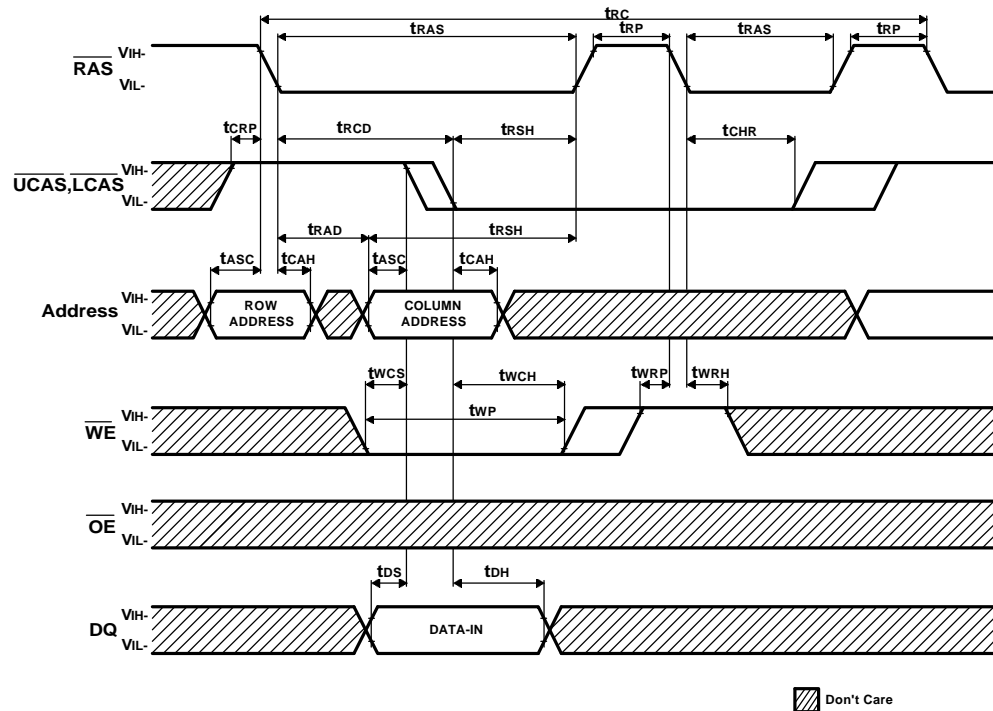 tRC
tRAS tRP tRAS tRP
VIH-
RAS
VIL-
tCRP tRCD tRSH tCHR
VIH-
UCAS,LCAS
VIL-
tRAD tRSH
tASC tCAH tASC tCAH
VIH-
Address ROW ADDRESS COLUMN ADDRESS
VIL-
tWCS tWCH tWRP tWRH
tWP
VIH-
WE
VIL-
VIH-
OE
VIL-
tDS tDH
VIH-
DQ DATA-IN
VIL-
Don't Care